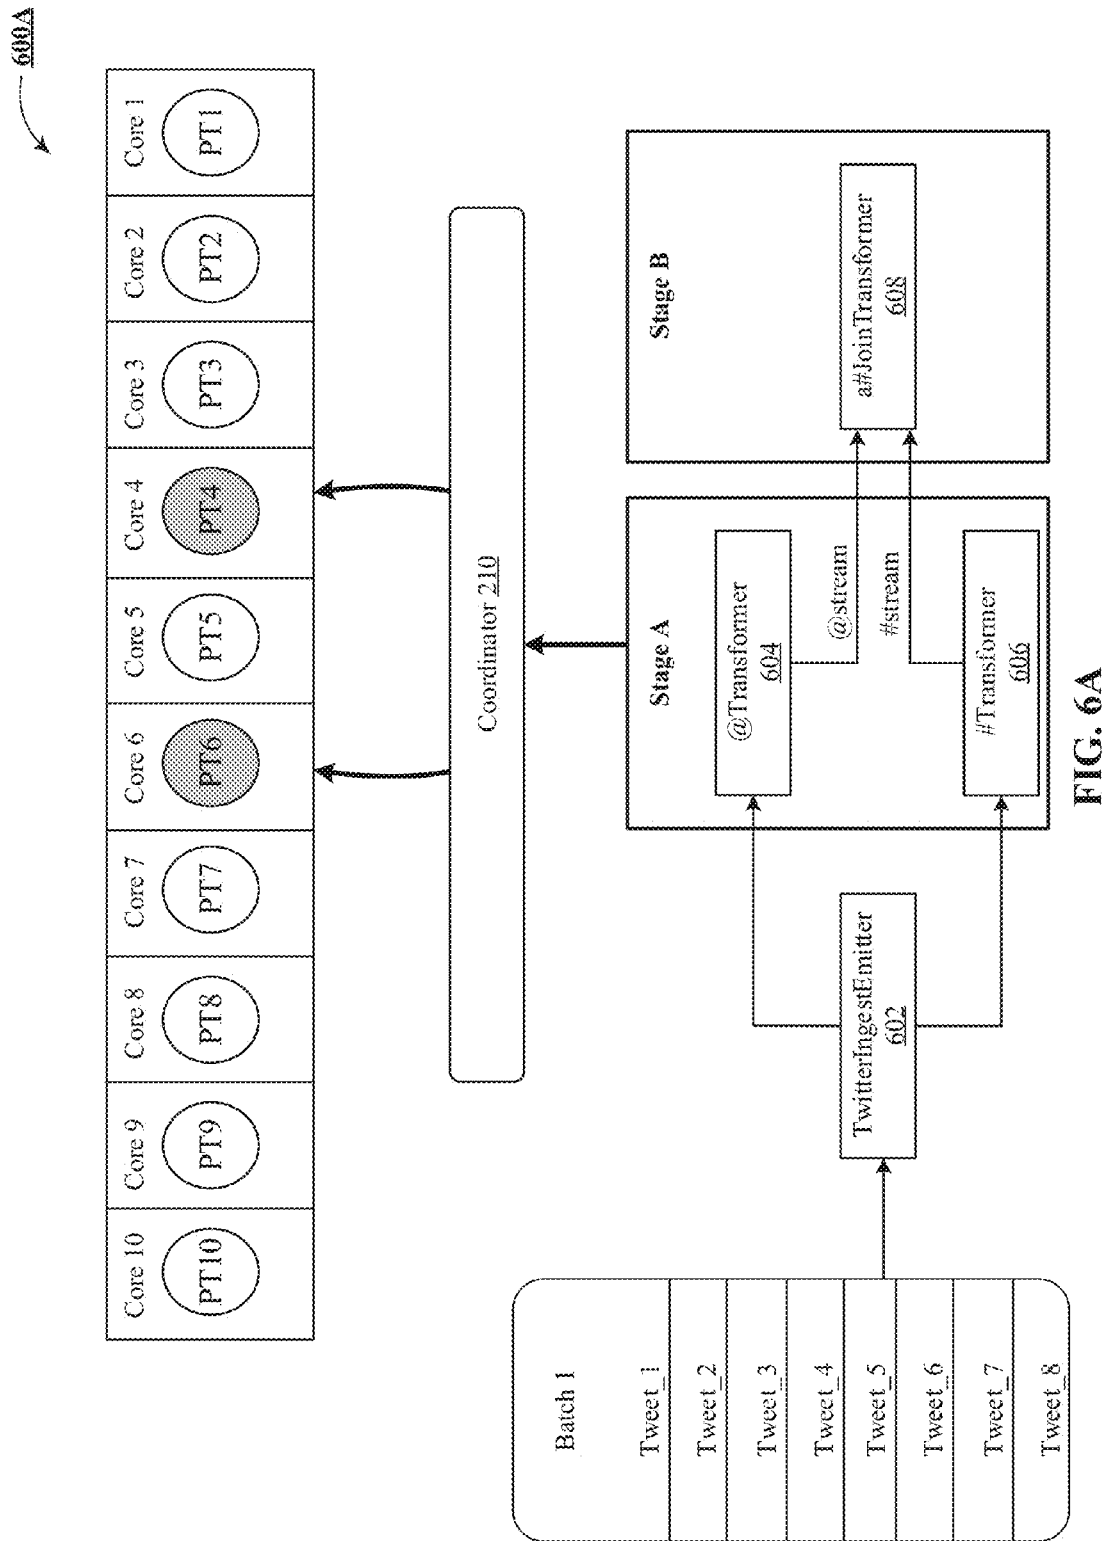 600A
Core 10
Core 9
Core 8
Core 7
Core 6
Core 5
Core 4
Core 3
Core 2
Core 1
PT10
PT9
PT8
PT7
PT6
PT5
PT4
PT3
PT2
PT1
Coordinator 210
Batch 1
Tweet_1
Tweet_2
Tweet_3
Tweet_4
Tweet_5
Tweet_6
Tweet_7
Tweet_8
TwitterIngestEmitter
602
Stage A
@Transformer
604
@stream
#stream
#Transformer
606
Stage B
a#JoinTransformer
608
FIG. 6A